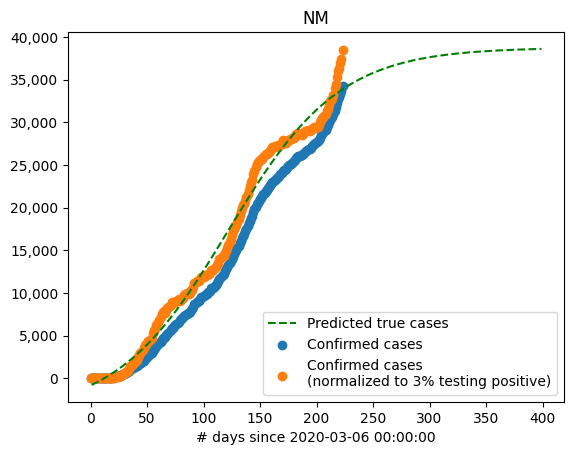 NM
40,000
35,000
30,000
25,000
20,000
15,000
10,000
5,000
0
Predicted true cases
Confirmed cases
Confirmed cases
(normalized to 3% testing positive)
0 50 100 150 200 250 300 350 400
# days since 2020-03-06 00:00:00